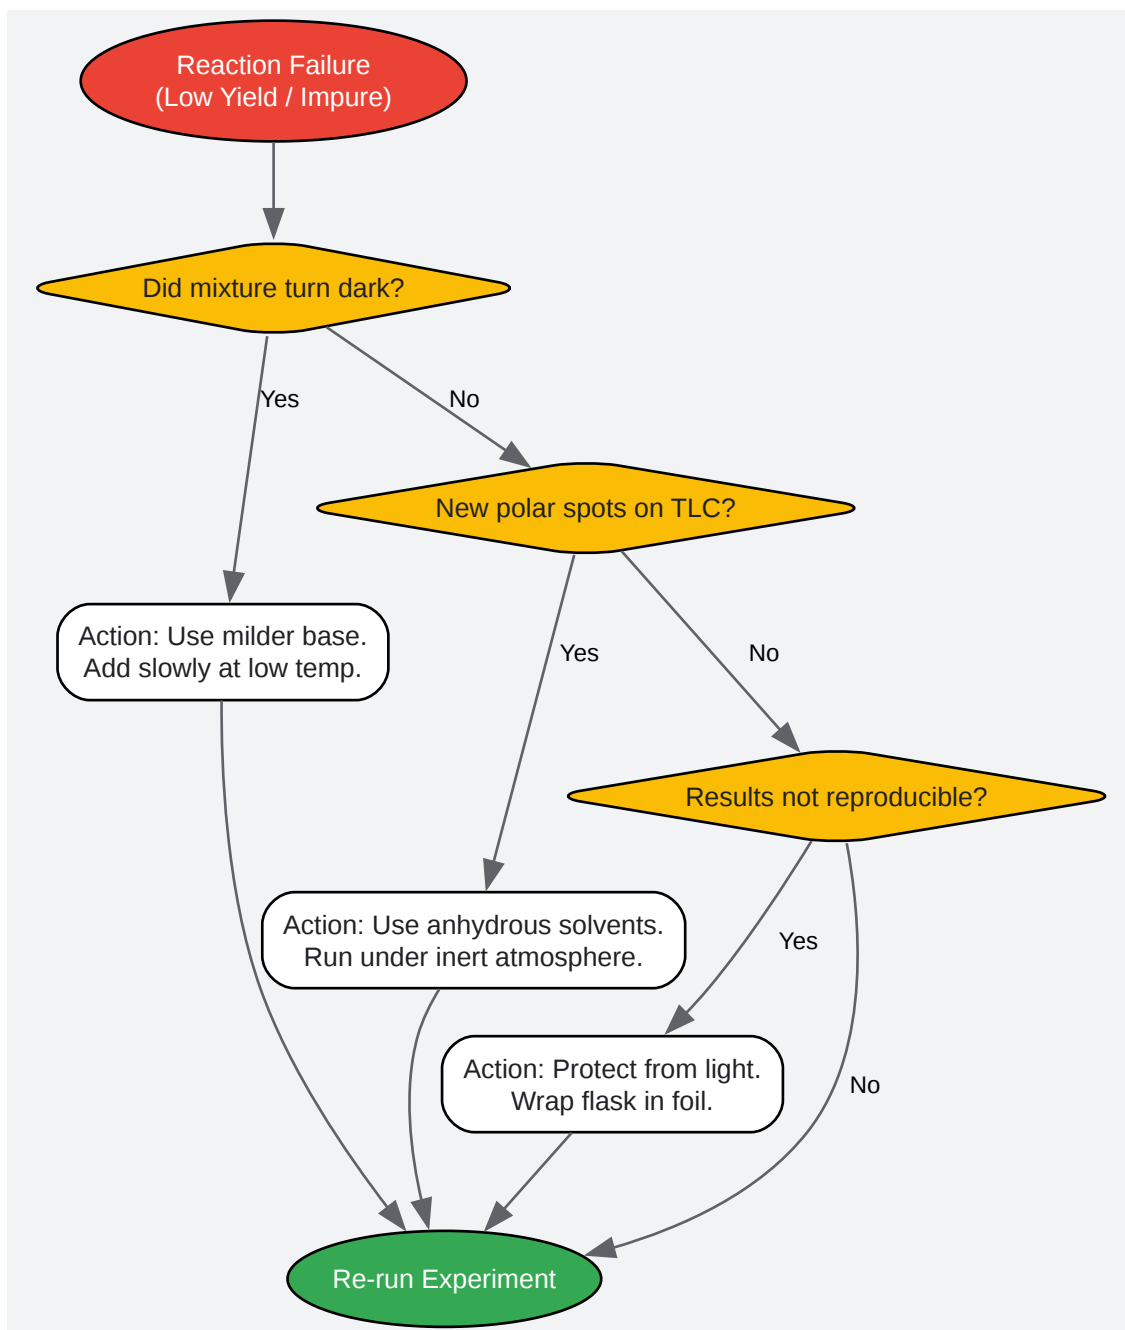 Reaction Failure
(Low Yield / Impure)
Did mixture turn dark?
Yes
No
New polar spots on TLC?
Action: Use milder base.
Add slowly at low temp.
Yes
No
Results not reproducible?
Action: Use anhydrous solvents.
Run under inert atmosphere.
Yes
Action: Protect from light.
Wrap flask in foil.
No
Re-run Experiment